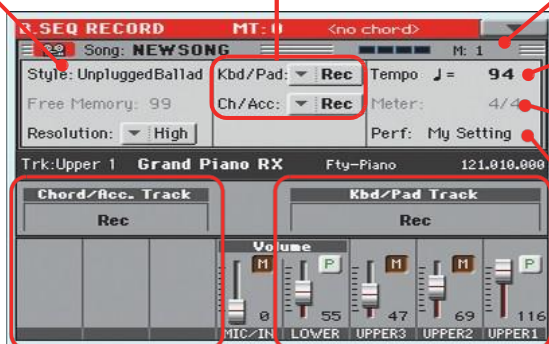 B.SEQ RECORD MT: 0 <no chord>
Song: NEWSONG M: 1
Style: UnpluggedBallad Kbd/Pad: Rec Tempo ♩ = 94
Free Memory: 99 Ch/Acc: Rec Meter: 4/4
Resolution: High Perf: My Setting
Trk:Upper 1 Grand Piano RX Fty-Piano 121.010.000
Chord/Acc. Track Kbd/Pad Track
Rec Rec
Volume
M P M M P
0 55 47 69 116
MIC/IN LOWER UPPER3 UPPER2 UPPER1